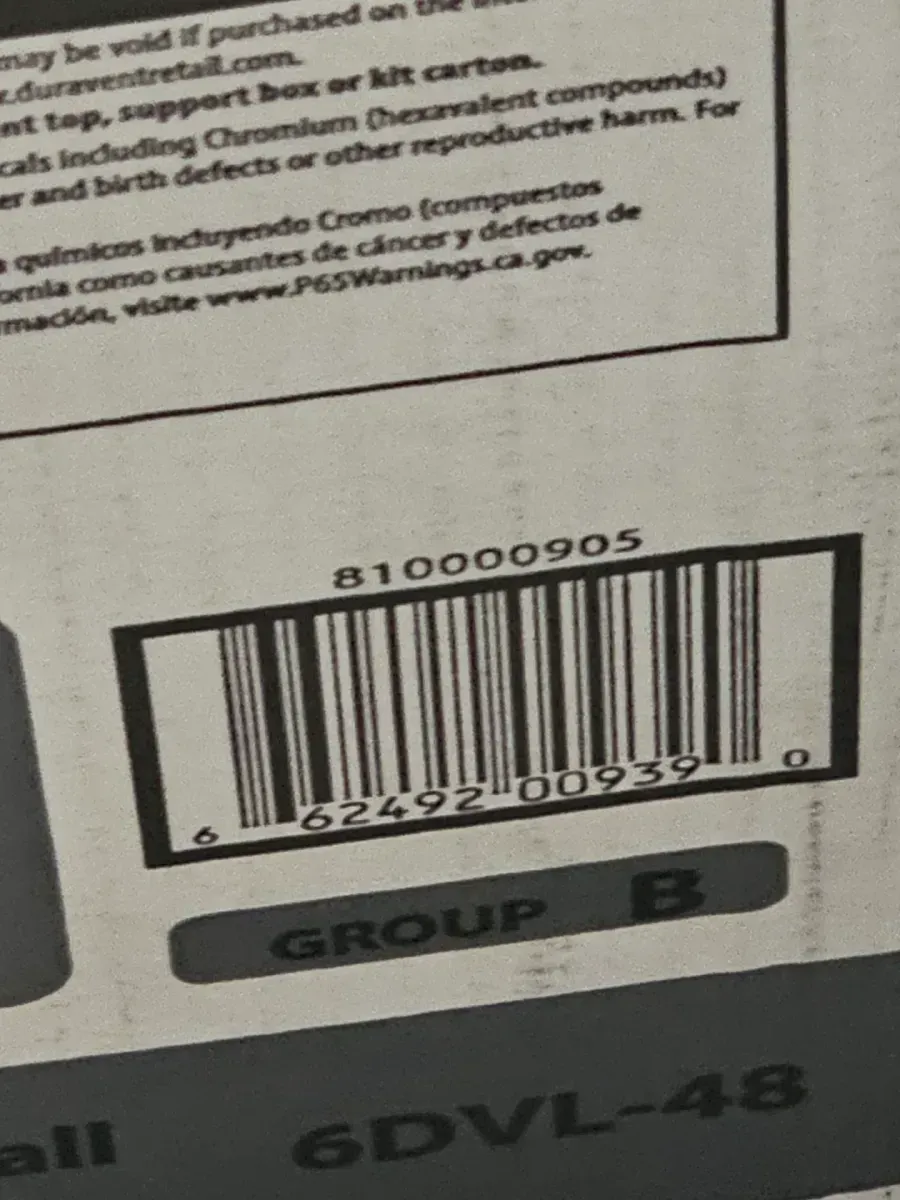 may be void if purchased on the
.duraventretail.com.
nt top, support box or kit carton.
cals including Chromium (hexavalent compounds)
er and birth defects or other reproductive harm. For
químicos incluyendo Cromo (compuestos
ornia como causantes de cáncer y defectos de
rmación, visite www.P65Warnings.ca.gov.
810000905
6 62492 00939 0
GROUP B
all 6DVL-48